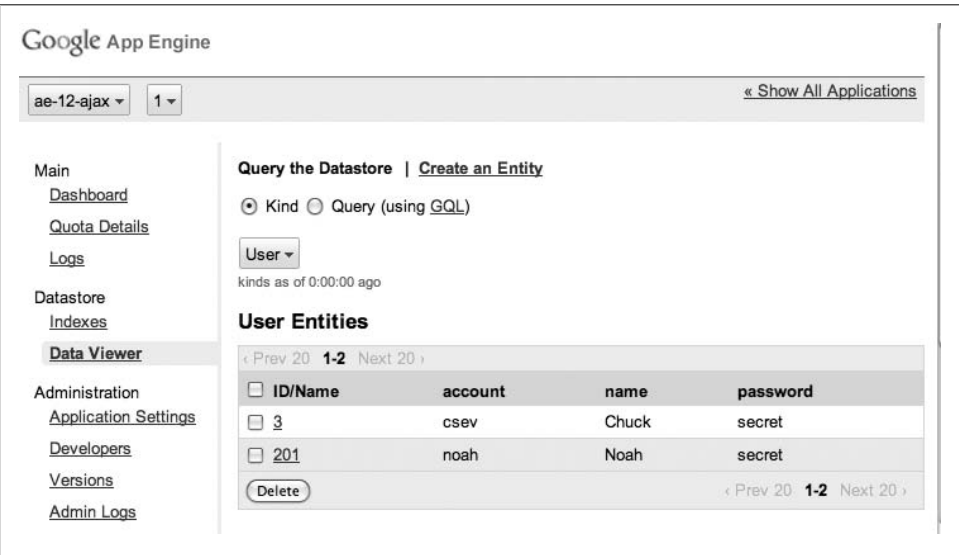 Google App Engine
ae-12-ajax 1
« Show All Applications
Main
Dashboard
Quota Details
Logs
Datastore
Indexes
Data Viewer
Administration
Application Settings
Developers
Versions
Admin Logs
Query the Datastore | Create an Entity
Kind Query (using GQL)
User
kinds as of 0:00:00 ago
User Entities
‹ Prev 20 1-2 Next 20 ›
ID/Name account name password
3 csev Chuck secret
201 noah Noah secret
Delete ‹ Prev 20 1-2 Next 20 ›